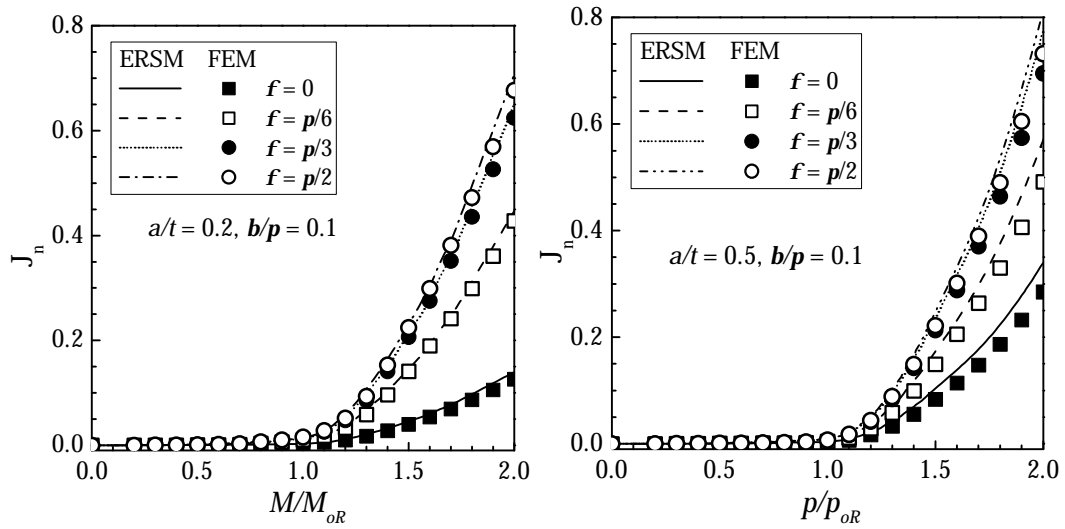 0.8
0.6
0.4
0.2
0.0
J_n
ERSM FEM
f = 0
f = p/6
f = p/3
f = p/2
a/t = 0.2, b/p = 0.1
0.0 0.5 1.0 1.5 2.0
M/M_oR
0.8
0.6
0.4
0.2
0.0
J_n
ERSM FEM
f = 0
f = p/6
f = p/3
f = p/2
a/t = 0.5, b/p = 0.1
0.0 0.5 1.0 1.5 2.0
p/p_oR